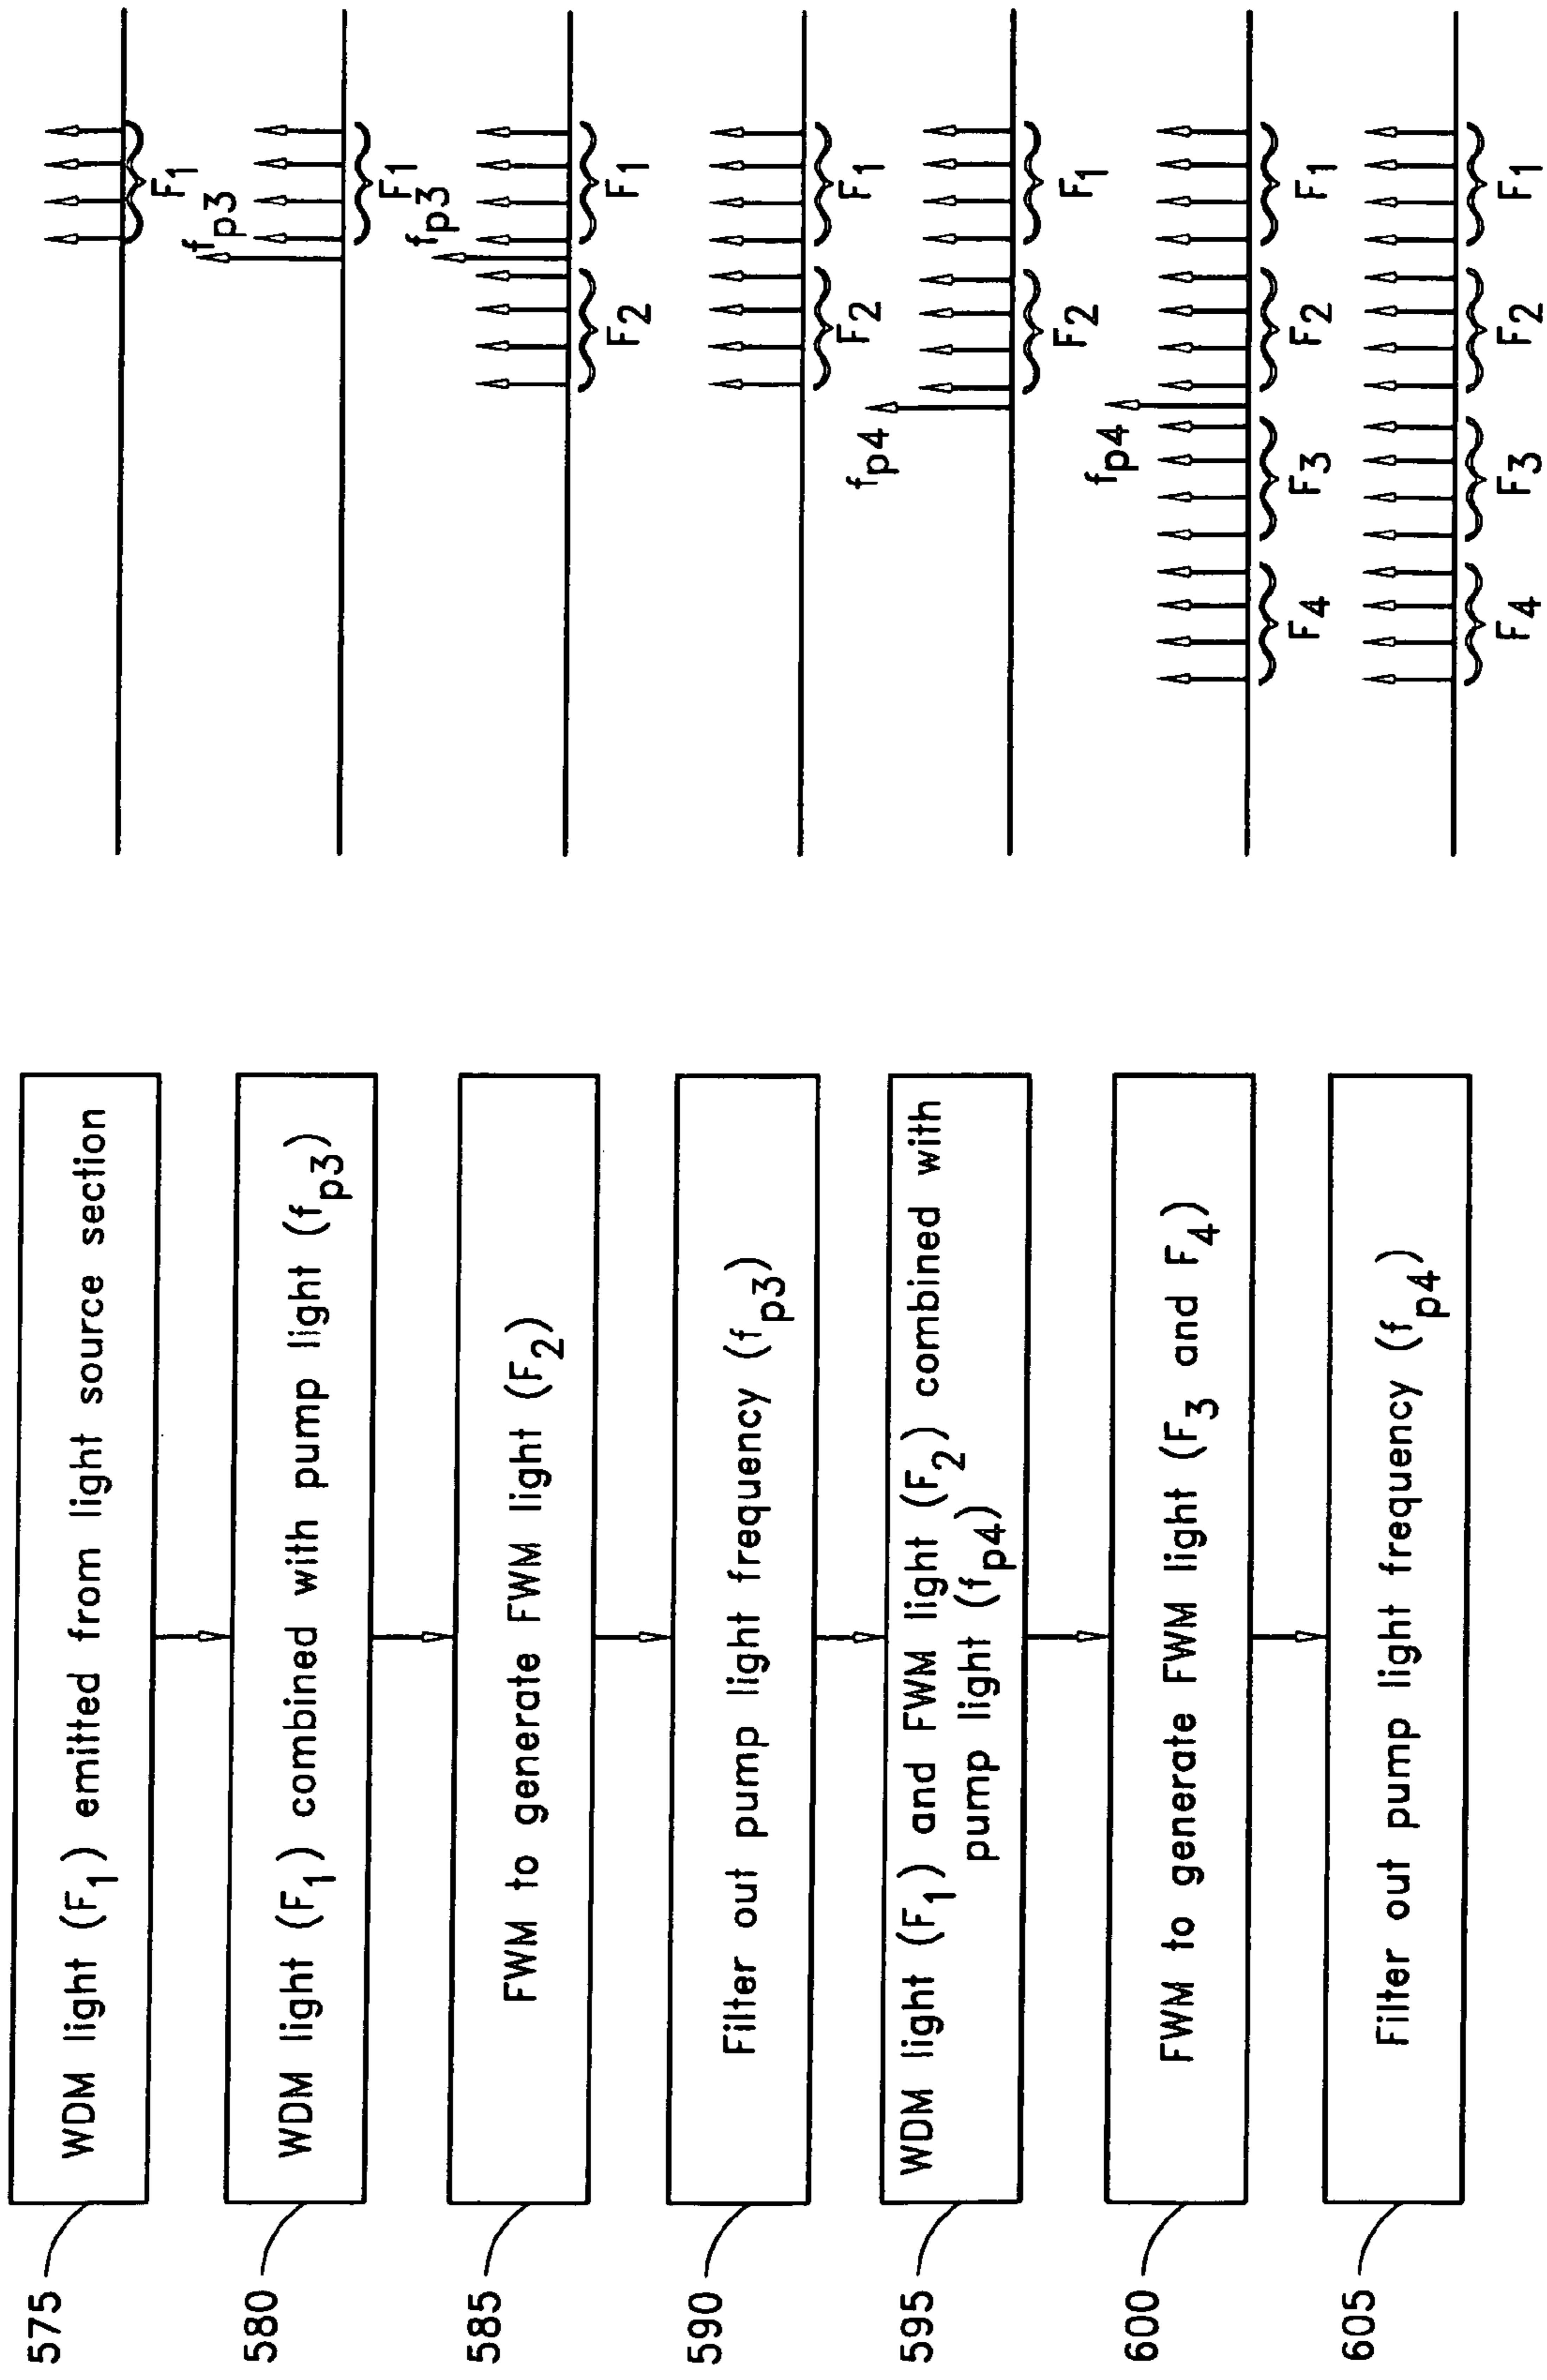 575
WDM light (F1) emitted from light source section
F1
580
WDM light (F1) combined with pump light (fp3)
fp3
F1
585
FWM to generate FWM light (F2)
fp3
F2
F1
590
Filter out pump light frequency (fp3)
F2
F1
595
WDM light (F1) and FWM light (F2) combined with
pump light (fp4)
fp4
F2
F1
600
FWM to generate FWM light (F3 and F4)
fp4
F4
F3
F2
F1
605
Filter out pump light frequency (fp4)
F4
F3
F2
F1